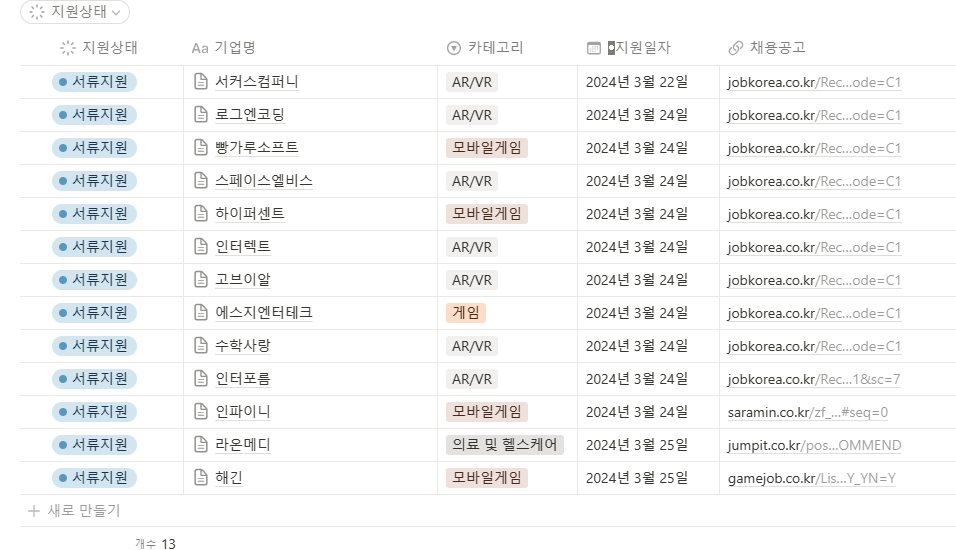 지원상태
지원상태 Aa 기업명 카테고리 지원일자 채용공고
서류지원 서커스컴퍼니 AR/VR 2024년 3월 22일 jobkorea.co.kr/Rec...ode=C1
서류지원 로그엔코딩 AR/VR 2024년 3월 24일 jobkorea.co.kr/Rec...ode=C1
서류지원 빵가루소프트 모바일게임 2024년 3월 24일 jobkorea.co.kr/Rec...ode=C1
서류지원 스페이스엘비스 AR/VR 2024년 3월 24일 jobkorea.co.kr/Rec...ode=C1
서류지원 하이퍼센트 모바일게임 2024년 3월 24일 jobkorea.co.kr/Rec...ode=C1
서류지원 인터렉트 AR/VR 2024년 3월 24일 jobkorea.co.kr/Rec...ode=C1
서류지원 고브이알 AR/VR 2024년 3월 24일 jobkorea.co.kr/Rec...ode=C1
서류지원 에스지엔터테크 게임 2024년 3월 24일 jobkorea.co.kr/Rec...ode=C1
서류지원 수학사랑 AR/VR 2024년 3월 24일 jobkorea.co.kr/Rec...ode=C1
서류지원 인터포름 AR/VR 2024년 3월 24일 jobkorea.co.kr/Rec...1&sc=7
서류지원 인파이니 모바일게임 2024년 3월 24일 saramin.co.kr/zf_...#seq=0
서류지원 라온메디 의료 및 헬스케어 2024년 3월 25일 jumpit.co.kr/pos...OMMEND
서류지원 해긴 모바일게임 2024년 3월 25일 gamejob.co.kr/Lis...Y_YN=Y
+ 새로 만들기
개수 13